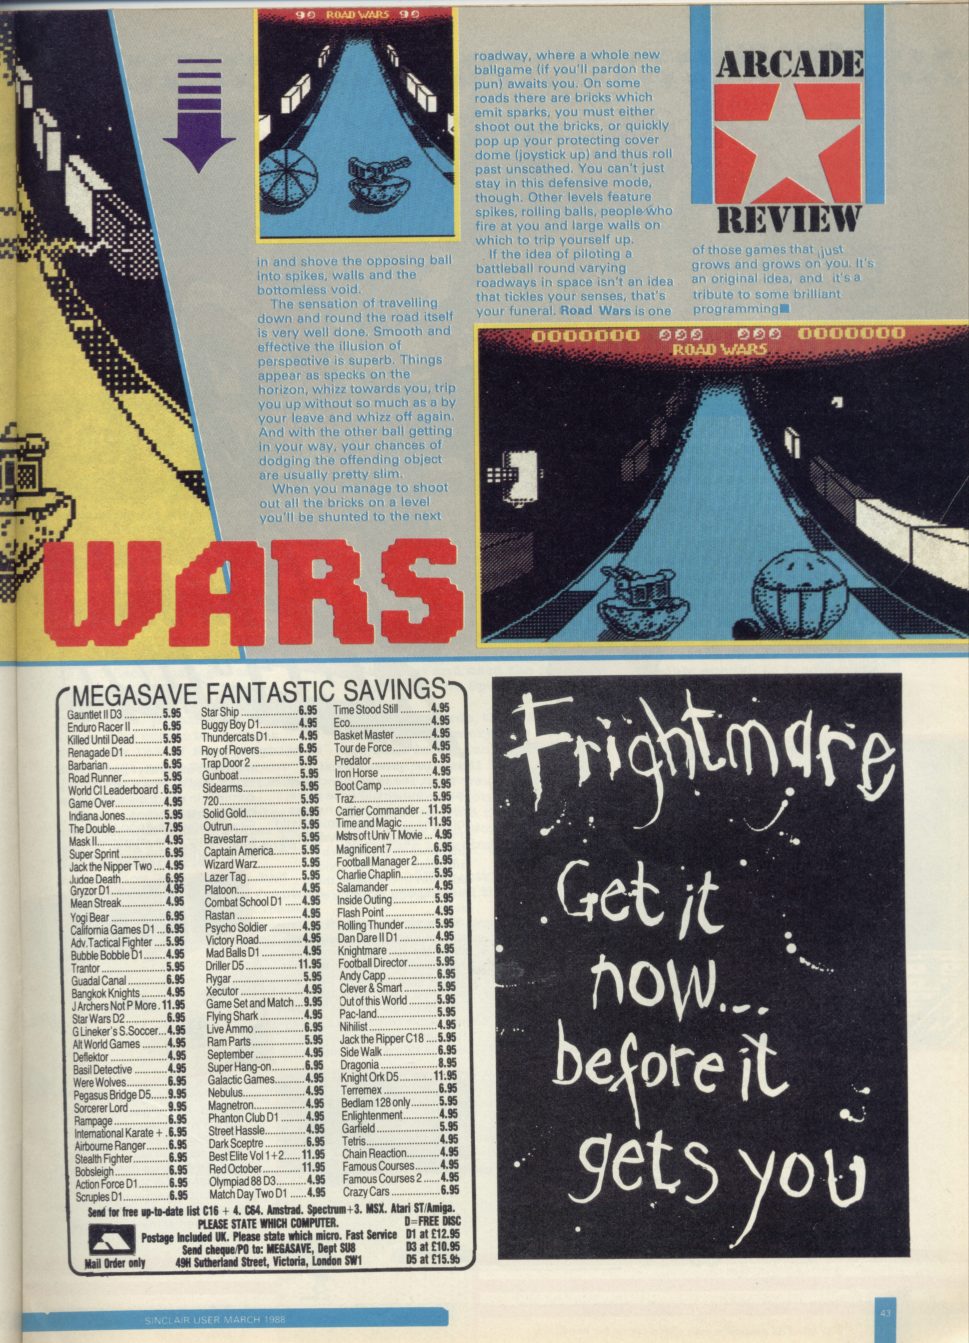 90 ROAD WARS 90
in and shove the opposing ball
into spikes, walls and the
bottomless void.
The sensation of travelling
down and round the road itself
is very well done. Smooth and
effective the illusion of
perspective is superb. Things
appear as specks on the
horizon, whizz towards you, trip
you up without so much as a by
your leave and whizz off again.
And with the other ball getting
in your way, your chances of
dodging the offending object
are usually pretty slim.
When you manage to shoot
out all the bricks on a level
you'll be shunted to the next
roadway, where a whole new
ballgame (if you'll pardon the
pun) awaits you. On some
roads there are bricks which
emit sparks, you must either
shoot out the bricks, or quickly
pop up your protecting cover
dome (joystick up) and thus roll
past unscathed. You can't just
stay in this defensive mode,
though. Other levels feature
spikes, rolling balls, people who
fire at you and large walls on
which to trip yourself up.
If the idea of piloting a
battleball round varying
roadways in space isn't an idea
that tickles your senses, that's
your funeral. Road Wars is one
ARCADE
REVIEW
of those games that just
grows and grows on you. It's
an original idea, and it's a
tribute to some brilliant
programming■
0000000 000 000 0000000
ROAD WARS
WARS
MEGASAVE FANTASTIC SAVINGS
Gauntlet II D3 ..............5.95
Enduro Racer II ...........6.95
Killed Until Dead..........5.95
Renagade D1..............4.95
Barbarian.....................6.95
Road Runner...............5.95
World Cl Leaderboard .6.95
Game Over..................4.95
Indiana Jones..............5.95
The Double..................7.95
Mask II.........................4.95
Super Sprint................6.95
Jack the Nipper Two ...4.95
Judge Death................6.95
Gryzor D1....................4.95
Mean Streak................4.95
Yogi Bear ....................6.95
California Games D1 ...6.95
Adv. Tactical Fighter ....5.95
Bubble Bobble D1........4.95
Trantor ........................5.95
Guadal Canal ..............6.95
Bangkok Knights .........4.95
J Archers Not P More .11.95
Star Wars D2...............6.95
G Lineker's S.Soccer...4.95
Alt World Games .........4.95
Deflektor .....................4.95
Basil Detective ............4.95
Were Wolves...............6.95
Pegasus Bridge D5......9.95
Sorcerer Lord ..............9.95
Rampage.....................6.95
International Karate + .6.95
Airbourne Ranger........6.95
Stealth Fighter.............6.95
Bobsleigh....................6.95
Action Force D1...........6.95
Scruples D1.................6.95
Star Ship .....................6.95
Buggy Boy D1..............4.95
Thundercats D1...........4.95
Roy of Rovers..............6.95
Trap Door 2 .................5.95
Gunboat......................5.95
Sidearms.....................5.95
720..............................5.95
Solid Gold....................6.95
Outrun.........................5.95
Bravestarr....................5.95
Captain America..........5.95
Wizard Warz................5.95
Lazer Tag ....................5.95
Platoon........................4.95
Combat School D1 ......4.95
Rastan ........................4.95
Psycho Soldier ............4.95
Victory Road................4.95
Mad Balls D1 ...............4.95
Driller D5....................11.95
Rygar ..........................5.95
Xecutor .......................4.95
Game Set and Match...9.95
Flying Shark ................4.95
Live Ammo ..................6.95
Ram Parts ...................5.95
September ..................4.95
Super Hang-on............6.95
Galactic Games...........4.95
Nebulus.......................4.95
Magnetron...................4.95
Phanton Club D1 .........4.95
Street Hassle...............4.95
Dark Sceptre ...............6.95
Best Elite Vol 1+2......11.95
Red October...............11.95
Olympiad 88 D3...........4.95
Match Day Two D1 ......4.95
Time Stood Still ...........4.95
Eco..............................4.95
Basket Master .............4.95
Tour de Force..............4.95
Predator ......................6.95
Iron Horse ...................4.95
Boot Camp ..................5.95
Traz.............................5.95
Carrier Commander ..11.95
Time and Magic .........11.95
Mstrs oft Univ T Movie ...4.95
Magnificent 7...............6.95
Football Manager 2......6.95
Charlie Chaplin............5.95
Salamander ................4.95
Inside Outing...............5.95
Flash Point ..................4.95
Rolling Thunder...........5.95
Dan Dare II D1 ............4.95
Knightmare .................6.95
Football Director..........5.95
Andy Capp ..................6.95
Clever & Smart ............5.95
Out of this World .........5.95
Pac-land......................5.95
Nihilist .........................4.95
Jack the Ripper C18 ....5.95
Side Walk ...................6.95
Dragonia .....................8.95
Knight Ork D5............11.95
Terremex ....................6.95
Bedlam 128 only..........5.95
Enlightenment.............4.95
Garfield .......................5.95
Tetris...........................4.95
Chain Reaction............4.95
Famous Courses.........4.95
Famous Courses 2 ......4.95
Crazy Cars ..................6.95
Send for free up-to-date list C16 + 4. C64. Amstrad. Spectrum+3. MSX. Atari ST/Amiga.
PLEASE STATE WHICH COMPUTER. D=FREE DISC
Postage Included UK. Please state which micro. Fast Service D1 at £12.95
Send cheque/PO to: MEGASAVE, Dept SU8 D3 at £10.95
Mail Order only 49H Sutherland Street, Victoria, London SW1 D5 at £15.95
Frightmare
Get it
now...
before it
gets you
SINCLAIR USER MARCH 1988
43